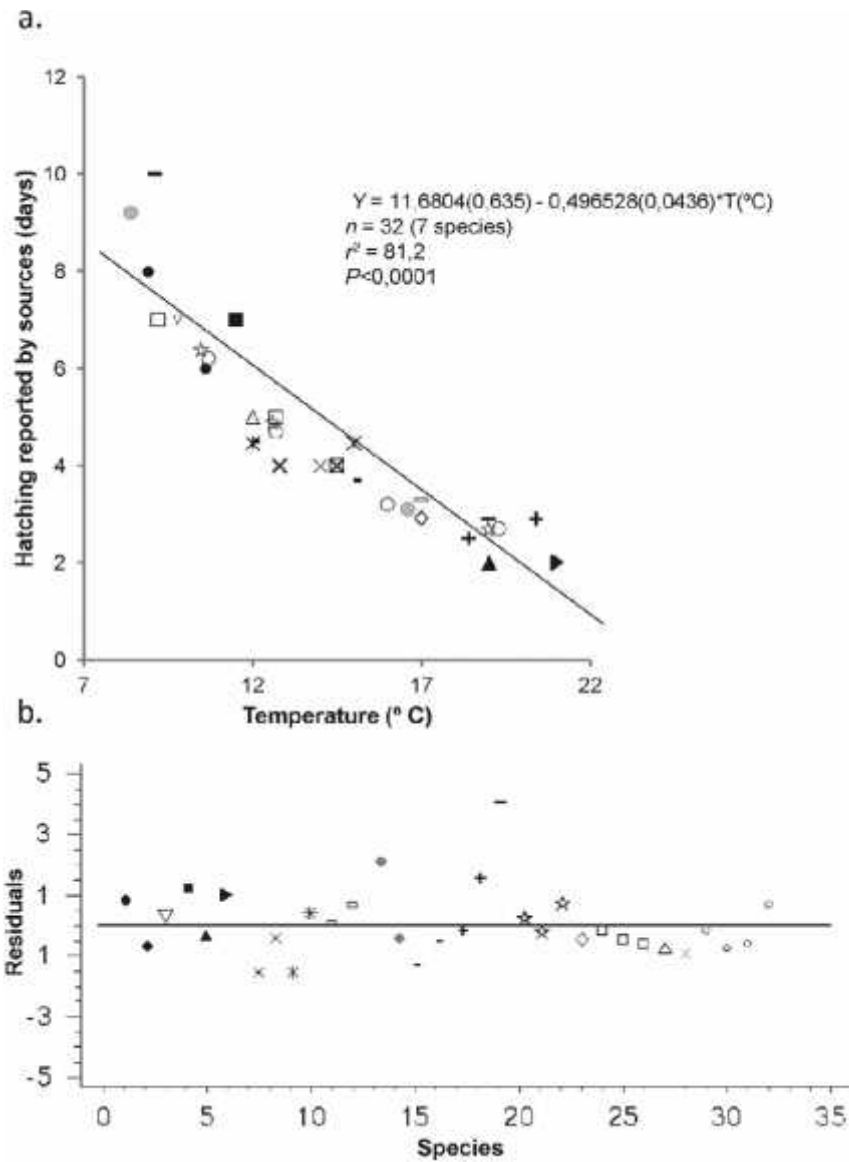 a.
12
10
8
6
4
2
0
Hatching reported by sources (days)
Y = 11,6804(0.635) - 0,496528(0,0436)*T(ºC)
n = 32 (7 species)
r² = 81,2
P<0,0001
7 12 17 22
Temperature (º C)
b.
5
3
1
1
-3
-5
Residuals
0 5 10 15 20 25 30 35
Species